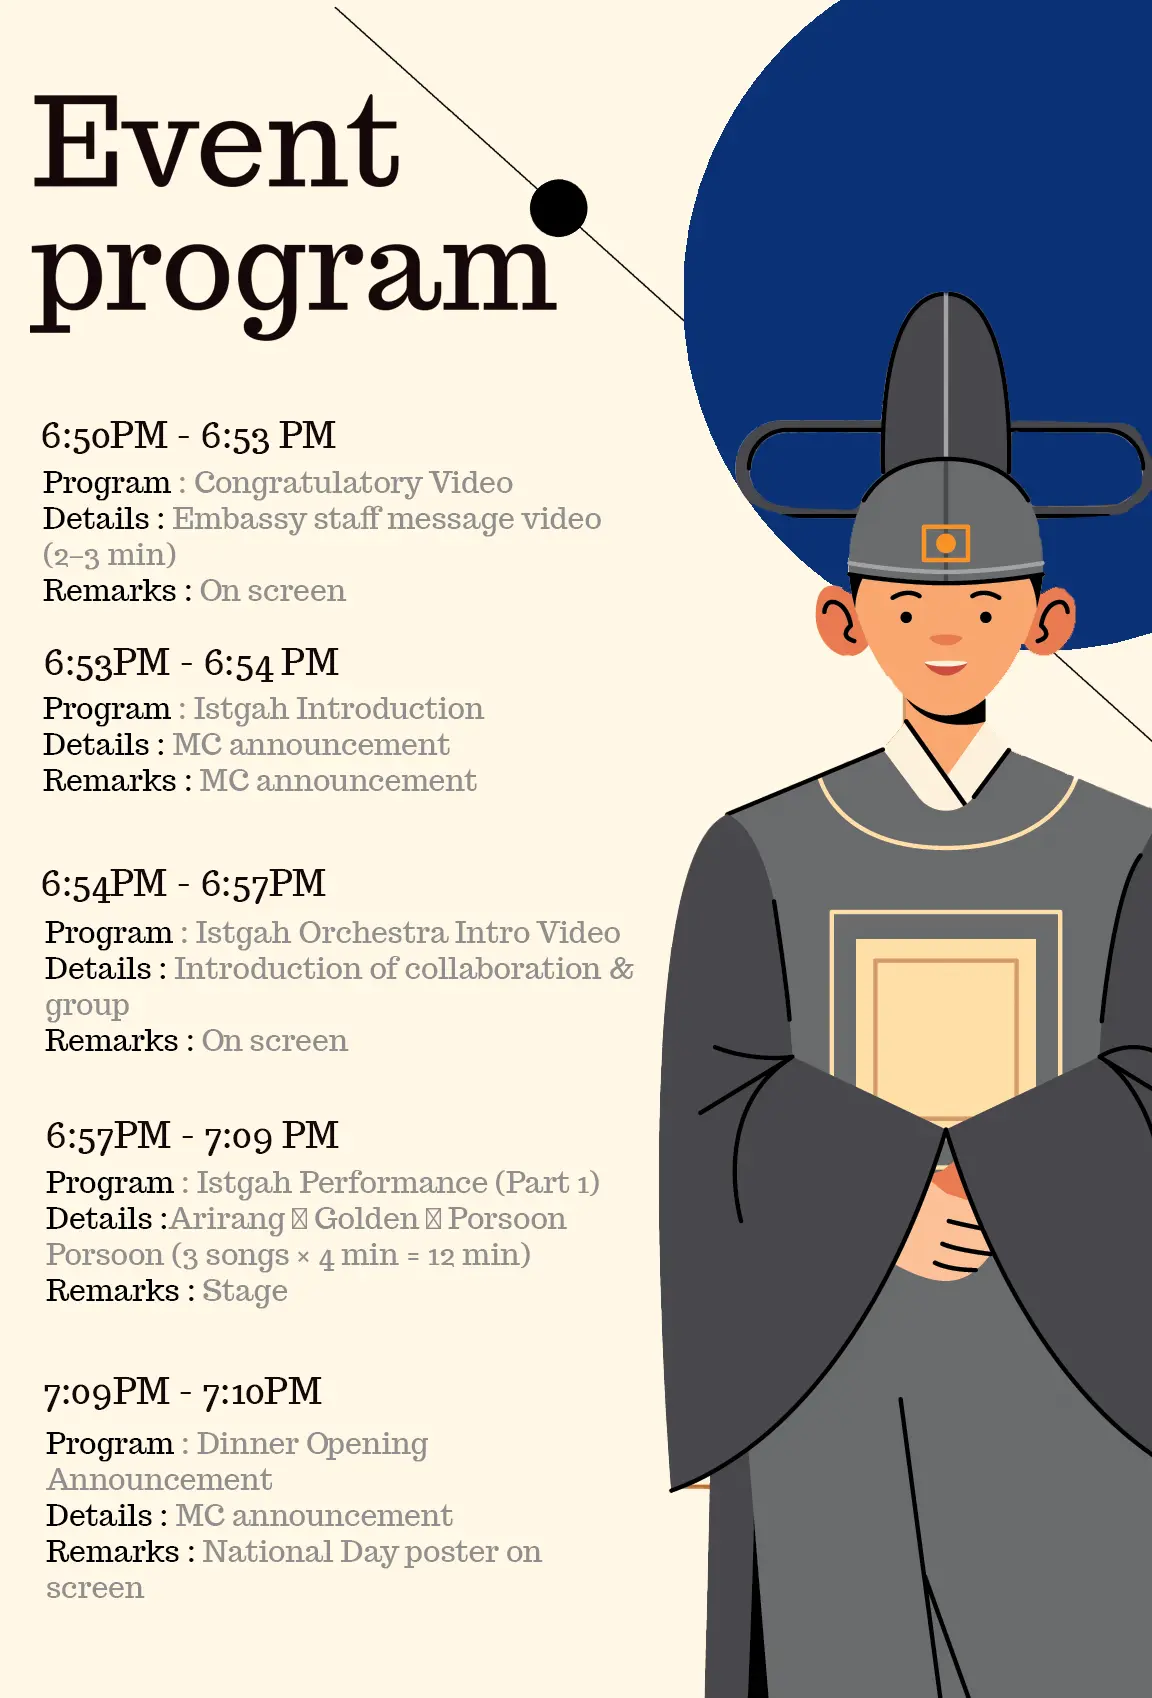 Event
program
6:50PM - 6:53 PM
Program : Congratulatory Video
Details : Embassy staff message video
(2–3 min)
Remarks : On screen
6:53PM - 6:54 PM
Program : Istgah Introduction
Details : MC announcement
Remarks : MC announcement
6:54PM - 6:57PM
Program : Istgah Orchestra Intro Video
Details : Introduction of collaboration &
group
Remarks : On screen
6:57PM - 7:09 PM
Program : Istgah Performance (Part 1)
Details :Arirang Golden Porsoon
Porsoon (3 songs × 4 min = 12 min)
Remarks : Stage
7:09PM - 7:10PM
Program : Dinner Opening
Announcement
Details : MC announcement
Remarks : National Day poster on
screen